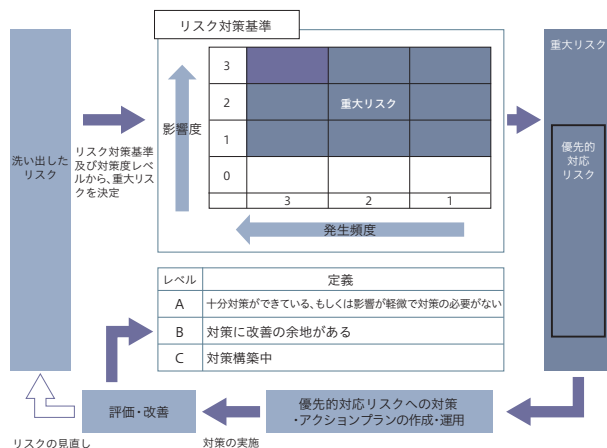 リスク対策基準
重大リスク
3
2
1
0
3
2
1
影響度
重大リスク
発生頻度
洗い出した
リスク
リスク対策基準
及び対策度レベ
ルから、重大リス
クを決定
優先的
対応
リスク
レベル 定義
A 十分対策ができている、もしくは影響が軽微で対策の必要がない
B 対策に改善の余地がある
C 対策構築中
評価・改善
優先的対応リスクへの対策
・アクションプランの作成・運用
リスクの見直し
対策の実施